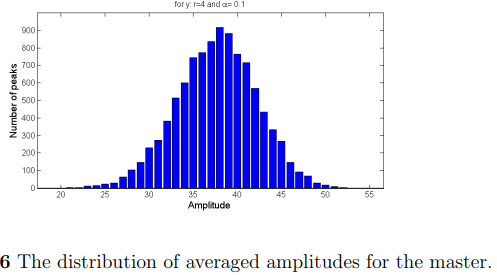 for y: r=4 and α= 0.1
900
800
700
600
500
400
300
200
100
0
Number of peaks
20 25 30 35 40 45 50 55
Amplitude
6 The distribution of averaged amplitudes for the master.